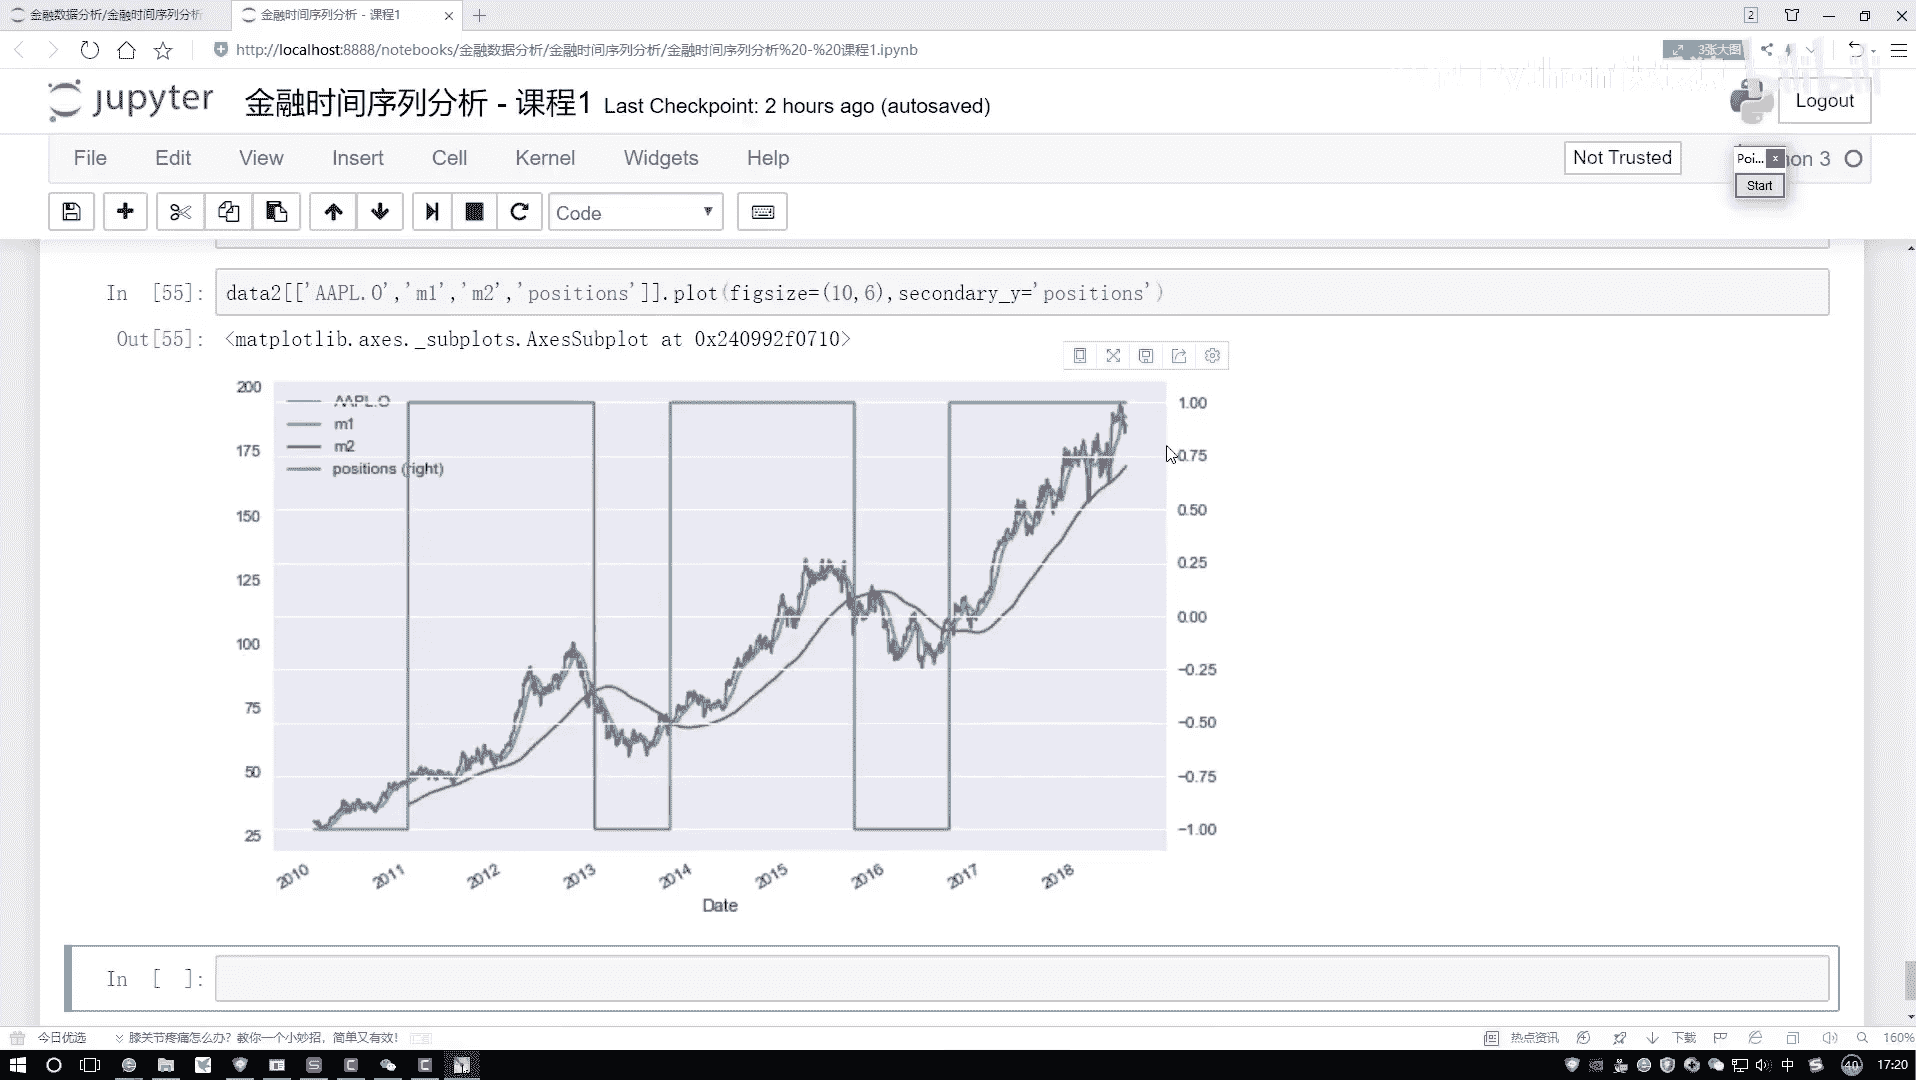 金融数据分析/金融时间序列分析
金融时间序列分析 - 课程1
2
http://localhost:8888/notebooks/金融数据分析/金融时间序列分析/金融时间序列分析%20-%20课程1.ipynb
3张大图
bilibili
jupyter
金融时间序列分析 - 课程1 Last Checkpoint: 2 hours ago (autosaved)
Logout
File Edit View Insert Cell Kernel Widgets Help
Not Trusted
Poi...
on 3
Start
Code
In [55]: data2[['AAPL.O','m1','m2','positions']].plot(figsize=(10,6),secondary_y='positions')
Out[55]: <matplotlib.axes._subplots.AxesSubplot at 0x240992f0710>
AAPL.O
m1
m2
positions (right)
200
175
150
125
100
75
50
25
1.00
0.75
0.50
0.25
0.00
−0.25
−0.50
−0.75
−1.00
2010 2011 2012 2013 2014 2015 2016 2017 2018
Date
In [ ]:
今日优选 膝关节疼痛怎么办？教你一个小妙招，简单又有效！
热点资讯 下载 160%
中 40 17:20